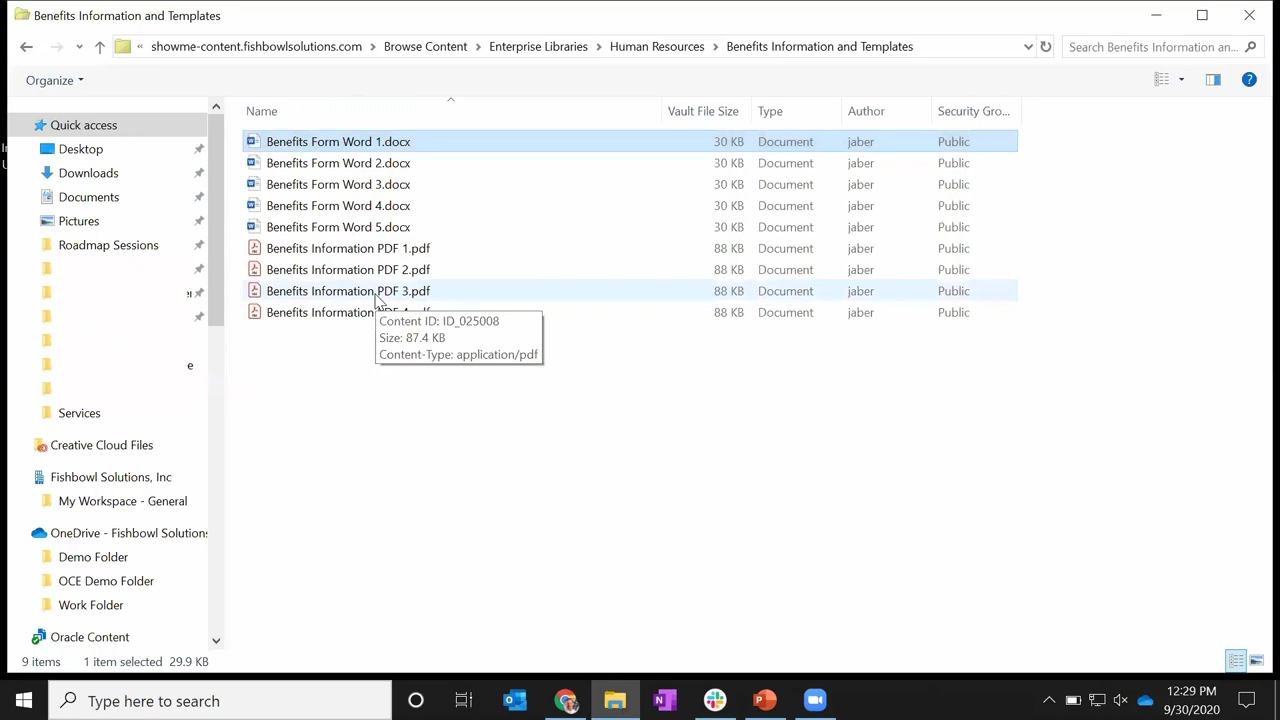 Benefits Information and Templates
« showme-content.fishbowlsolutions.com > Browse Content > Enterprise Libraries > Human Resources > Benefits Information and Templates
Search Benefits Information an...
Organize
Name Vault File Size Type Author Security Gro...
Quick access
Desktop
Downloads
Documents
Pictures
Roadmap Sessions
Services
Creative Cloud Files
Fishbowl Solutions, Inc
My Workspace - General
OneDrive - Fishbowl Solutions
Demo Folder
OCE Demo Folder
Work Folder
Oracle Content
Benefits Form Word 1.docx 30 KB Document jaber Public
Benefits Form Word 2.docx 30 KB Document jaber Public
Benefits Form Word 3.docx 30 KB Document jaber Public
Benefits Form Word 4.docx 30 KB Document jaber Public
Benefits Form Word 5.docx 30 KB Document jaber Public
Benefits Information PDF 1.pdf 88 KB Document jaber Public
Benefits Information PDF 2.pdf 88 KB Document jaber Public
Benefits Information PDF 3.pdf 88 KB Document jaber Public
Benefits Information PDF 4.pdf 88 KB Document jaber Public
Content ID: ID_025008
Size: 87.4 KB
Content-Type: application/pdf
9 items 1 item selected 29.9 KB
Type here to search
12:29 PM
9/30/2020